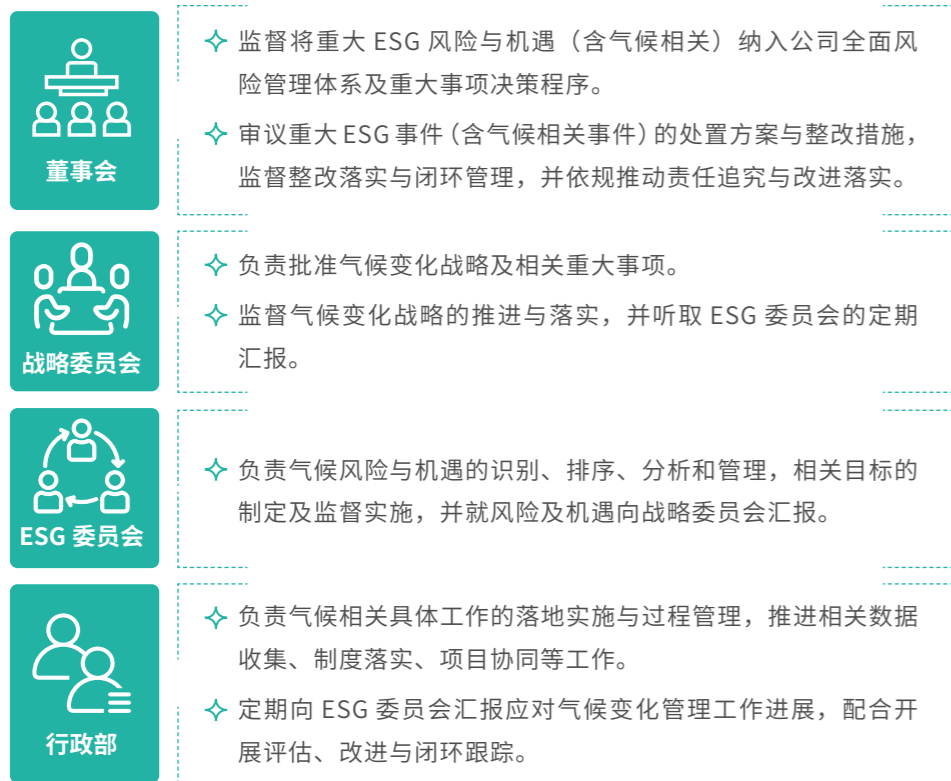 董事会
监督将重大 ESG 风险与机遇（含气候相关）纳入公司全面风
险管理体系及重大事项决策程序。
审议重大 ESG 事件（含气候相关事件）的处置方案与整改措施，
监督整改落实与闭环管理，并依规推动责任追究与改进落实。
战略委员会
负责批准气候变化战略及相关重大事项。
监督气候变化战略的推进与落实，并听取 ESG 委员会的定期
汇报。
ESG 委员会
负责气候风险与机遇的识别、排序、分析和管理，相关目标的
制定及监督实施，并就风险及机遇向战略委员会汇报。
行政部
负责气候相关具体工作的落地实施与过程管理，推进相关数据
收集、制度落实、项目协同等工作。
定期向 ESG 委员会汇报应对气候变化管理工作进展，配合开
展评估、改进与闭环跟踪。